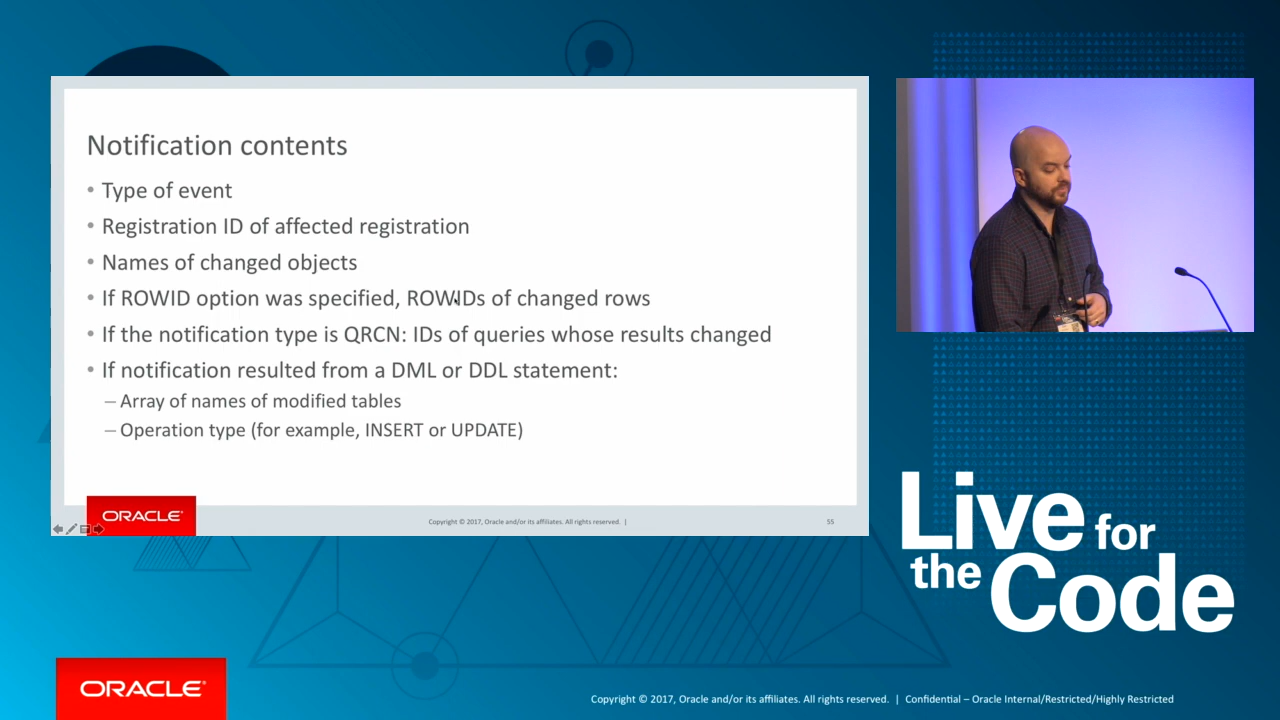 Notification contents
• Type of event
• Registration ID of affected registration
• Names of changed objects
• If ROWID option was specified, ROWIDs of changed rows
• If the notification type is QRCN: IDs of queries whose results changed
• If notification resulted from a DML or DDL statement:
– Array of names of modified tables
– Operation type (for example, INSERT or UPDATE)
ORACLE®
Copyright © 2017, Oracle and/or its affiliates. All rights reserved. |
55
Live for
the Code
ORACLE®
Copyright © 2017, Oracle and/or its affiliates. All rights reserved. | Confidential – Oracle Internal/Restricted/Highly Restricted